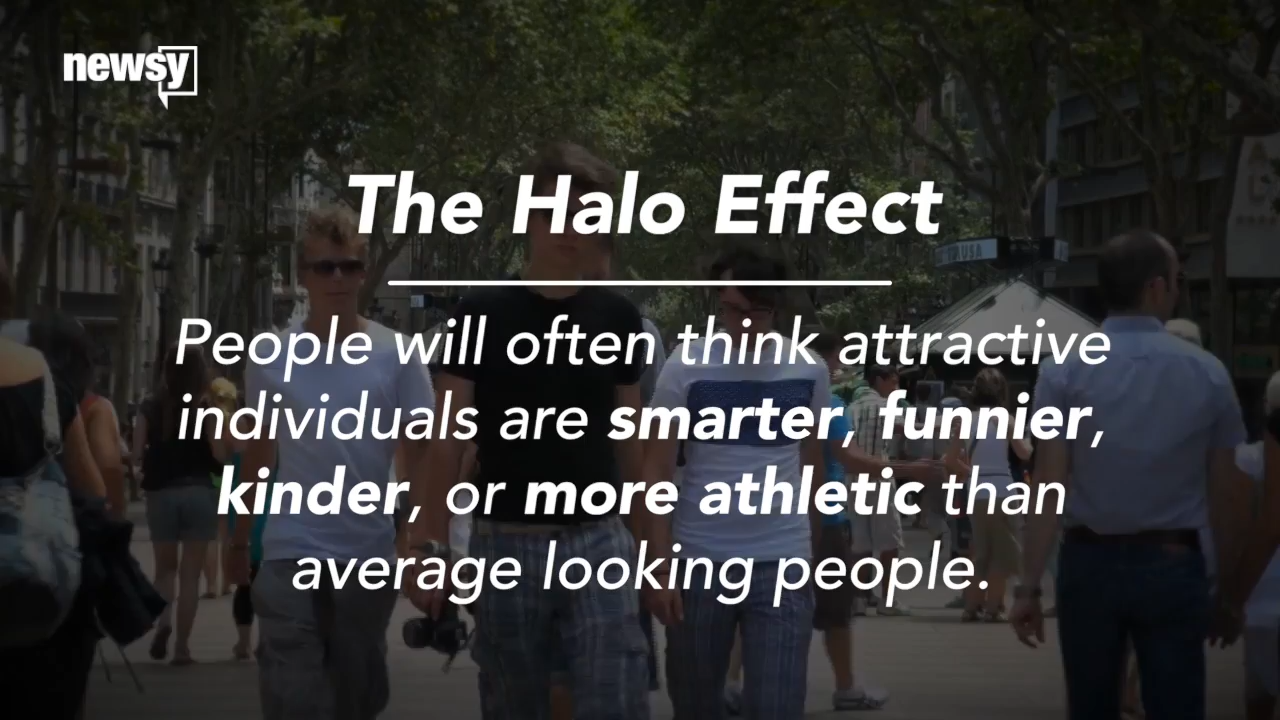 newsy
The Halo Effect
People will often think attractive
individuals are smarter, funnier,
kinder, or more athletic than
average looking people.